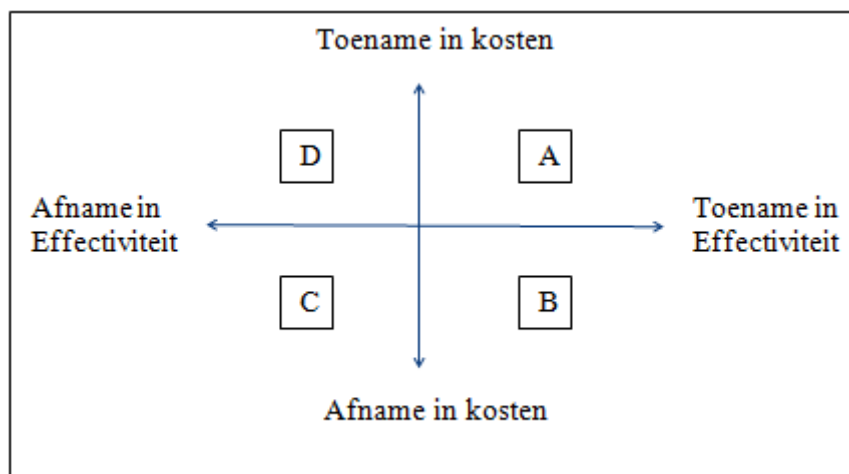 Toename in kosten
D
A
Afname in
Effectiviteit
Toename in
Effectiviteit
C
B
Afname in kosten